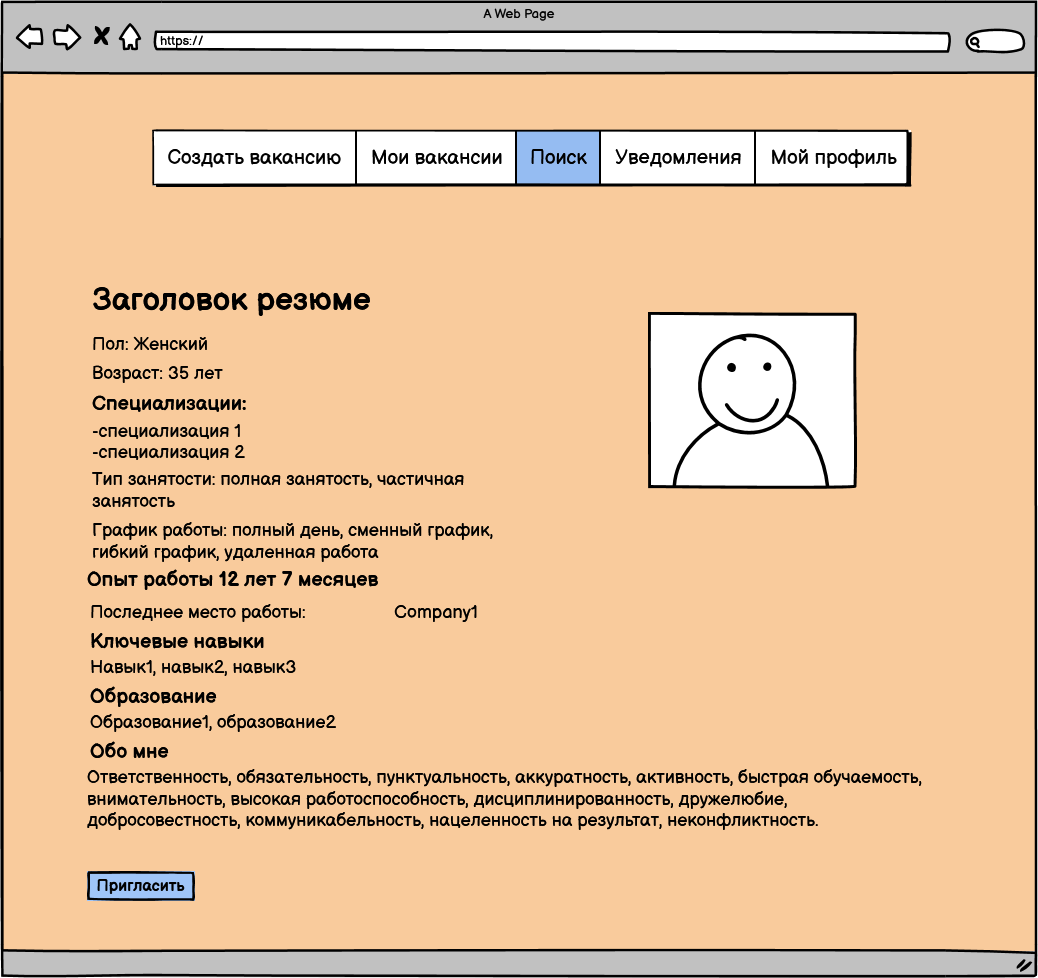 A Web Page
https://
Создать вакансию Мои вакансии Поиск Уведомления Мой профиль
Заголовок резюме
Пол: Женский
Возраст: 35 лет
Специализации:
-специализация 1
-специализация 2
Тип занятости: полная занятость, частичная
занятость
График работы: полный день, сменный график,
гибкий график, удаленная работа
Опыт работы 12 лет 7 месяцев
Последнее место работы: Company1
Ключевые навыки
Навык1, навык2, навык3
Образование
Образование1, образование2
Обо мне
Ответственность, обязательность, пунктуальность, аккуратность, активность, быстрая обучаемость,
внимательность, высокая работоспособность, дисциплинированность, дружелюбие,
добросовестность, коммуникабельность, нацеленность на результат, неконфликтность.
Пригласить